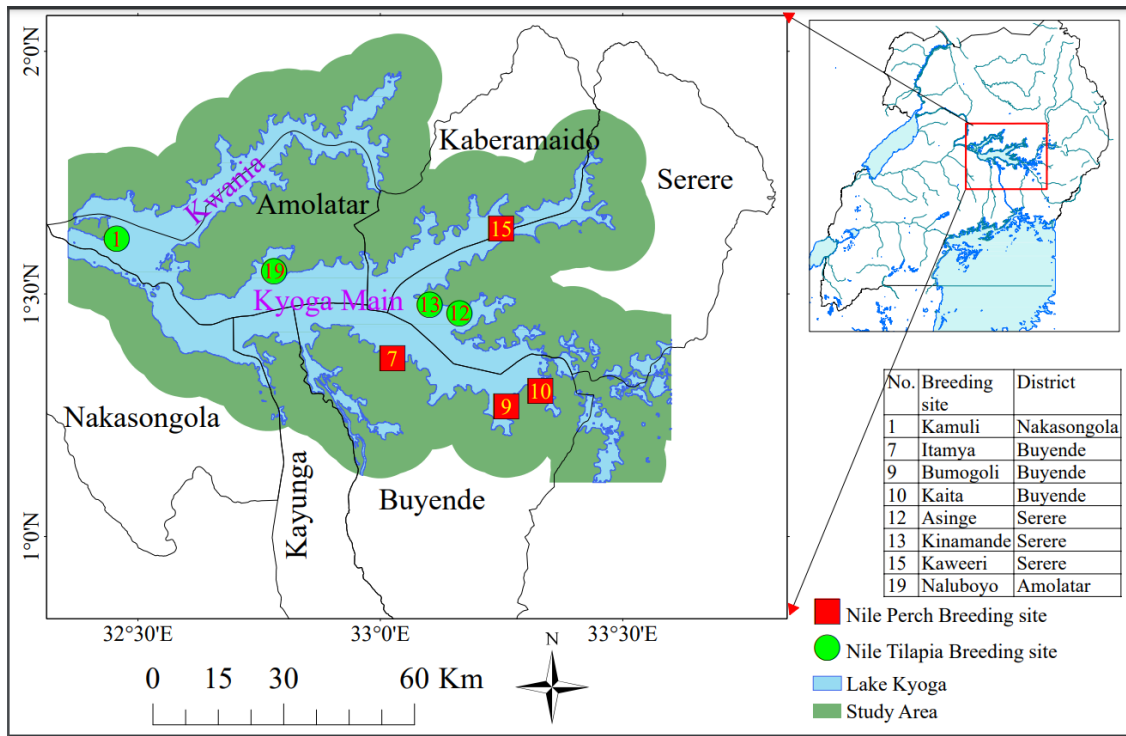 2°0'N
1°30'N
1°0'N
32°30'E
33°0'E
33°30'E
Kaberamaido
Serere
Kwania
Amolatar
1
15
19
13
12
Kyoga Main
7
10
9
Nakasongola
Kayunga
Buyende
0 15 30 60 Km
N
No. Breeding site District
1 Kamuli Nakasongola
7 Itamya Buyende
9 Bumogoli Buyende
10 Kaita Buyende
12 Asinge Serere
13 Kinamande Serere
15 Kaweeri Serere
19 Naluboyo Amolatar
Nile Perch Breeding site
Nile Tilapia Breeding site
Lake Kyoga
Study Area